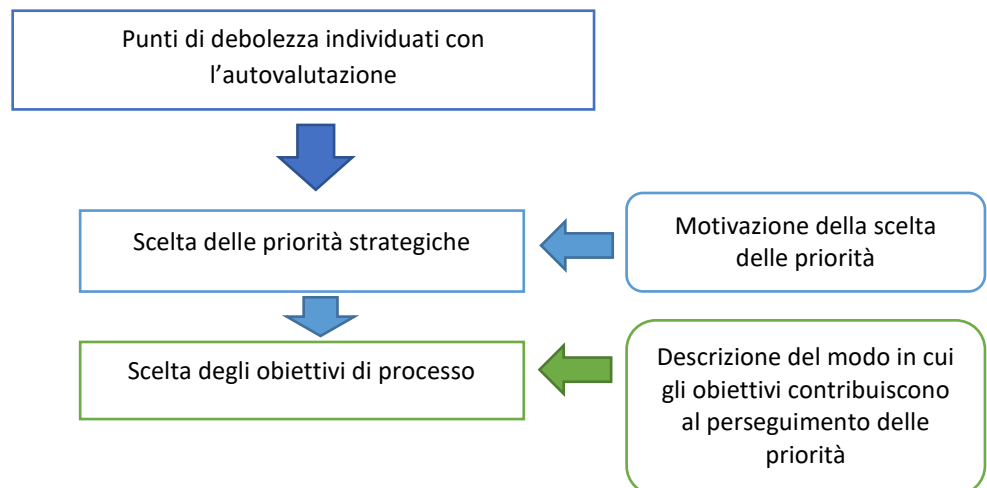 Punti di debolezza individuati con
l’autovalutazione
Scelta delle priorità strategiche
Motivazione della scelta
delle priorità
Scelta degli obiettivi di processo
Descrizione del modo in cui
gli obiettivi contribuiscono
al perseguimento delle
priorità